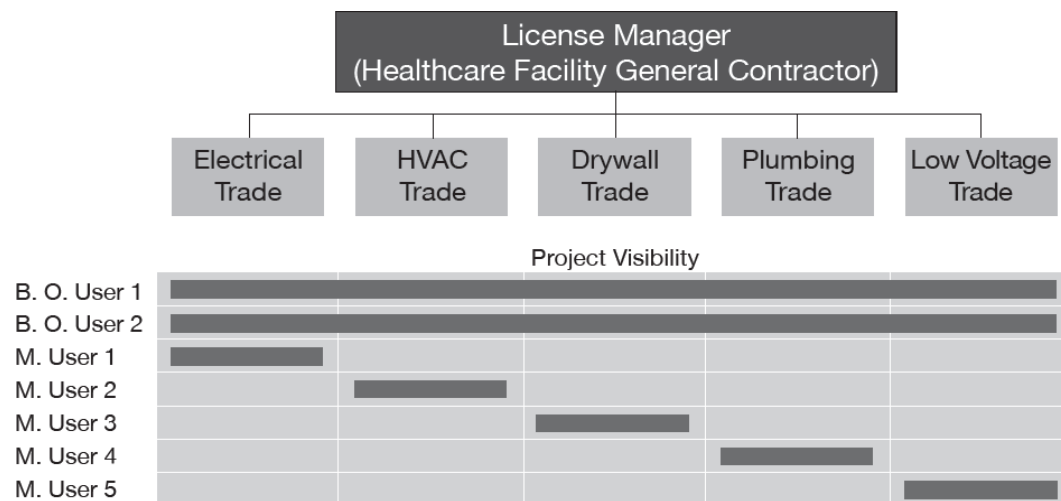 License Manager
(Healthcare Facility General Contractor)
Electrical
Trade
HVAC
Trade
Drywall
Trade
Plumbing
Trade
Low Voltage
Trade
Project Visibility
B. O. User 1
B. O. User 2
M. User 1
M. User 2
M. User 3
M. User 4
M. User 5